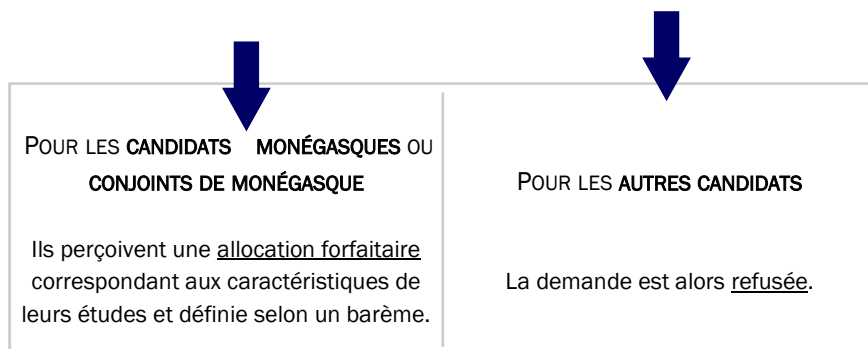 POUR LES CANDIDATS MONÉGASQUES OU
CONJOINTS DE MONÉGASQUE
Ils perçoivent une allocation forfaitaire
correspondant aux caractéristiques de
leurs études et définie selon un barème.
POUR LES AUTRES CANDIDATS
La demande est alors refusée.